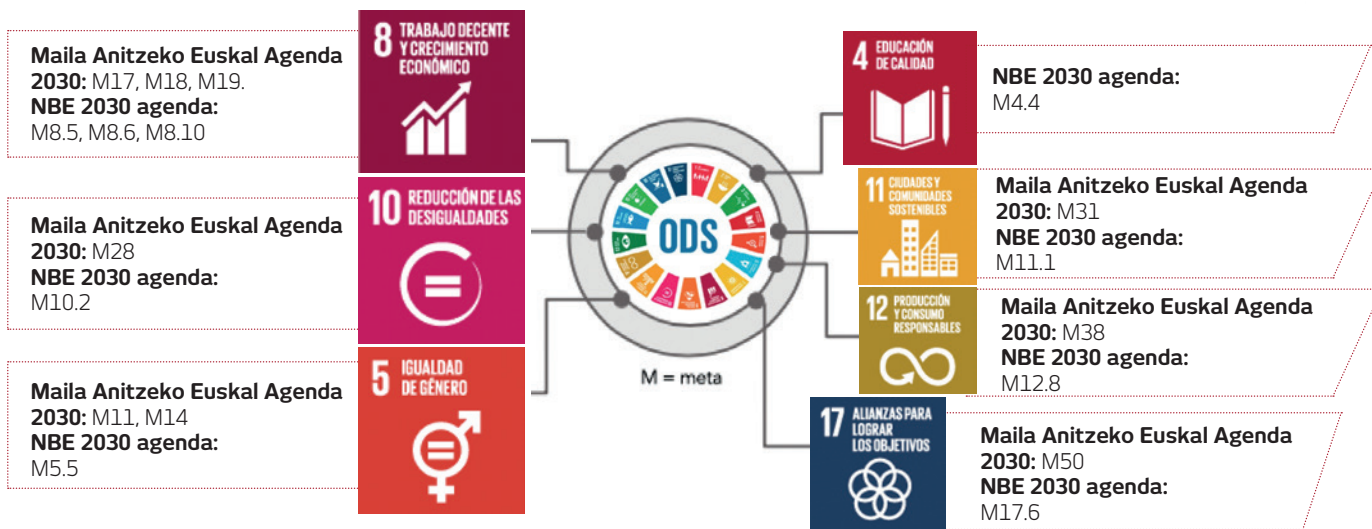 8 TRABAJO DECENTE
Y CRECIMIENTO
ECONÓMICO
Maila Anitzeko Euskal Agenda
2030: M17, M18, M19.
NBE 2030 agenda:
M8.5, M8.6, M8.10
10 REDUCCIÓN DE LAS
DESIGUALDADES
Maila Anitzeko Euskal Agenda
2030: M28
NBE 2030 agenda:
M10.2
5 IGUALDAD
DE GÉNERO
Maila Anitzeko Euskal Agenda
2030: M11, M14
NBE 2030 agenda:
M5.5
ODS
M = meta
4 EDUCACIÓN
DE CALIDAD
NBE 2030 agenda:
M4.4
11 CIUDADES Y
COMUNIDADES
SOSTENIBLES
Maila Anitzeko Euskal Agenda
2030: M31
NBE 2030 agenda:
M11.1
12 PRODUCCIÓN
Y CONSUMO
RESPONSABLES
Maila Anitzeko Euskal Agenda
2030: M38
NBE 2030 agenda:
M12.8
17 ALIANZAS PARA
LOGRAR
LOS OBJETIVOS
Maila Anitzeko Euskal Agenda
2030: M50
NBE 2030 agenda:
M17.6